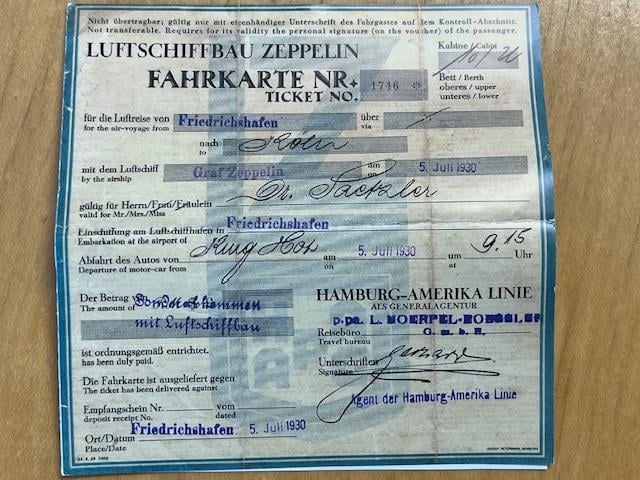 Nicht übertragbar; gültig nur mit eigenhändiger Unterschrift des Fahrgastes auf dem Kontroll-Abschnitt.
Not transferable. Requires for its validity the personal signature (on the voucher) of the passenger.
LUFTSCHIFFBAU ZEPPELIN
Kabine / Cabin
FAHRKARTE NR.
1746 *
TICKET NO.
Bett / Berth
oberes / upper
unteres / lower
für die Luftreise von Friedrichshafen über
for the air-voyage from via
nach Köln
to
mit dem Luftschiff Graf Zeppelin am 5. Juli 1930
by the airship on
gültig für Herrn/Frau/Fräulein Dr.
valid for Mr./Mrs./Miss
Einschiffung am Luftschiffhafen in Friedrichshafen
Embarkation at the airport of
Abfahrt des Autos von am 5. Juli 1930 um 9.15 Uhr
Departure of motor-car from on at
Der Betrag von Sonderabkommen
The amount of
mit Luftschiffbau
ist ordnungsgemäß entrichtet.
has been duly paid.
Die Fahrkarte ist ausgeliefert gegen
The ticket has been delivered against
Empfangschein Nr. vom
deposit receipt No. dated
Ort/Datum Friedrichshafen 5. Juli 1930
Place/Date
HAMBURG-AMERIKA LINIE
ALS GENERALAGENTUR
Reisebüro G.m.b.H.
Travel bureau
Unterschriften
Signature
Agent der Hamburg-Amerika Linie